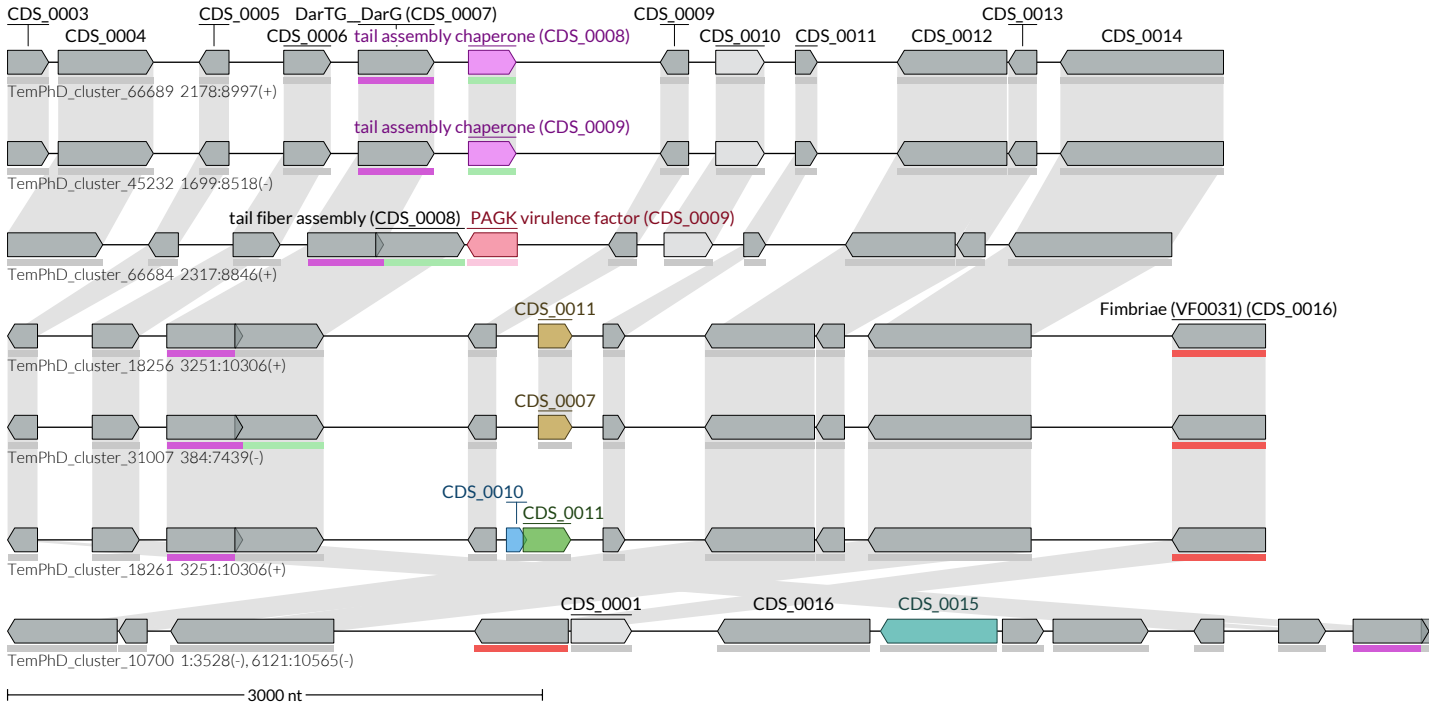 CDS_0003 CDS_0005 DarTG__DarG (CDS_0007) CDS_0009 CDS_0013
CDS_0004 CDS_0006 tail assembly chaperone (CDS_0008) CDS_0010 CDS_0011 CDS_0012 CDS_0014
TemPhD_cluster_66689 2178:8997(+)
tail assembly chaperone (CDS_0009)
TemPhD_cluster_45232 1699:8518(-)
tail fiber assembly (CDS_0008) PAGK virulence factor (CDS_0009)
TemPhD_cluster_66684 2317:8846(+)
CDS_0011 Fimbriae (VF0031) (CDS_0016)
TemPhD_cluster_18256 3251:10306(+)
CDS_0007
TemPhD_cluster_31007 384:7439(-)
CDS_0010
CDS_0011
TemPhD_cluster_18261 3251:10306(+)
CDS_0001 CDS_0016 CDS_0015
TemPhD_cluster_10700 1:3528(-), 6121:10565(-)
3000 nt